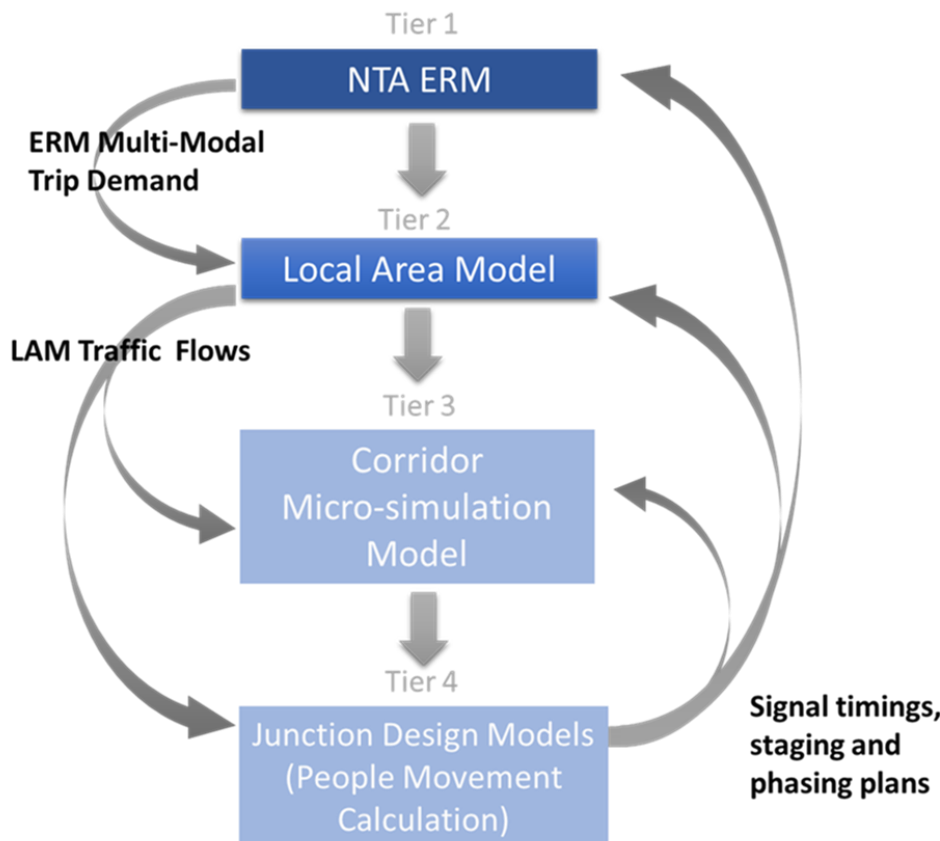 Tier 1
NTA ERM
ERM Multi-Modal
Trip Demand
Tier 2
Local Area Model
LAM Traffic Flows
Tier 3
Corridor
Micro-simulation
Model
Tier 4
Junction Design Models
(People Movement
Calculation)
Signal timings,
staging and
phasing plans